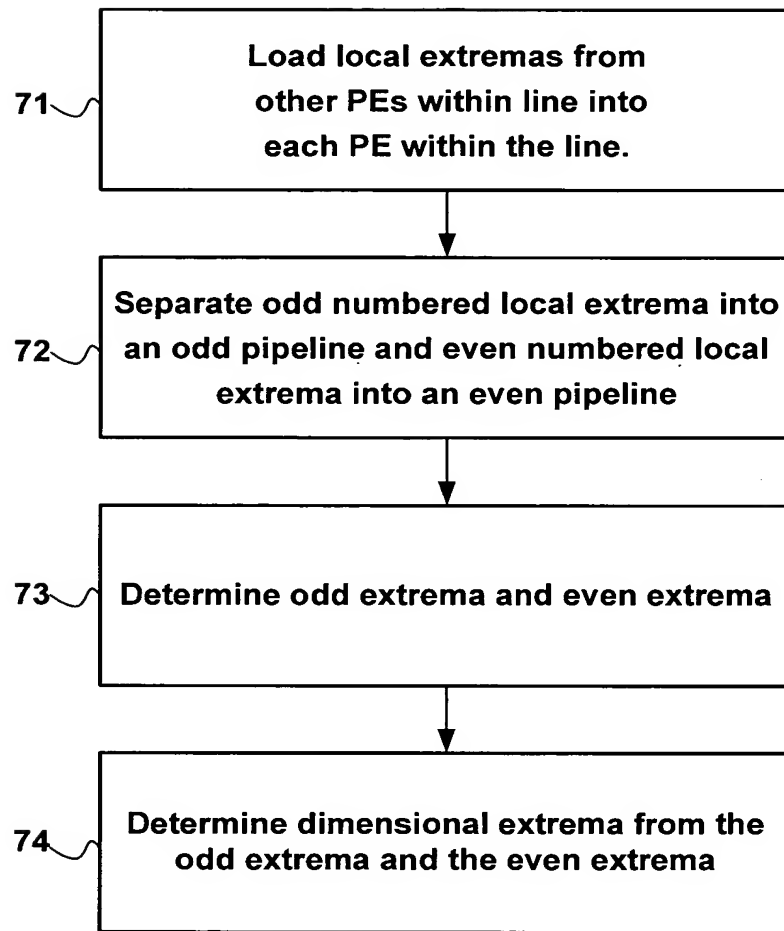 Load local extremas from
71
other PEs within line into
each PE within the line.
Separate odd numbered local extrema into
72
an odd pipeline and even numbered local
extrema into an even pipeline
73
Determine odd extrema and even extrema
Determine dimensional extrema from the
74
odd extrema and the even extrema